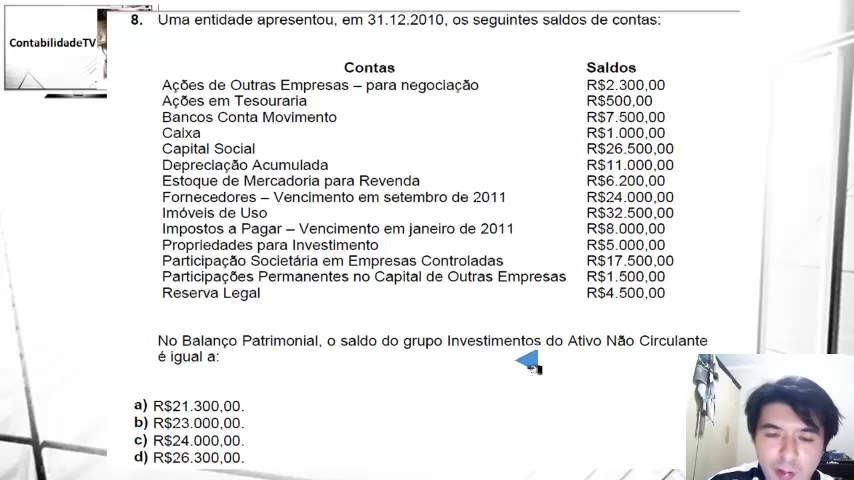 ContabilidadeTV
8. Uma entidade apresentou, em 31.12.2010, os seguintes saldos de contas:
Contas Saldos
Ações de Outras Empresas – para negociação R$2.300,00
Ações em Tesouraria R$500,00
Bancos Conta Movimento R$7.500,00
Caixa R$1.000,00
Capital Social R$26.500,00
Depreciação Acumulada R$11.000,00
Estoque de Mercadoria para Revenda R$6.200,00
Fornecedores – Vencimento em setembro de 2011 R$24.000,00
Imóveis de Uso R$32.500,00
Impostos a Pagar – Vencimento em janeiro de 2011 R$8.000,00
Propriedades para Investimento R$5.000,00
Participação Societária em Empresas Controladas R$17.500,00
Participações Permanentes no Capital de Outras Empresas R$1.500,00
Reserva Legal R$4.500,00
No Balanço Patrimonial, o saldo do grupo Investimentos do Ativo Não Circulante
é igual a:
a) R$21.300,00.
b) R$23.000,00.
c) R$24.000,00.
d) R$26.300,00.